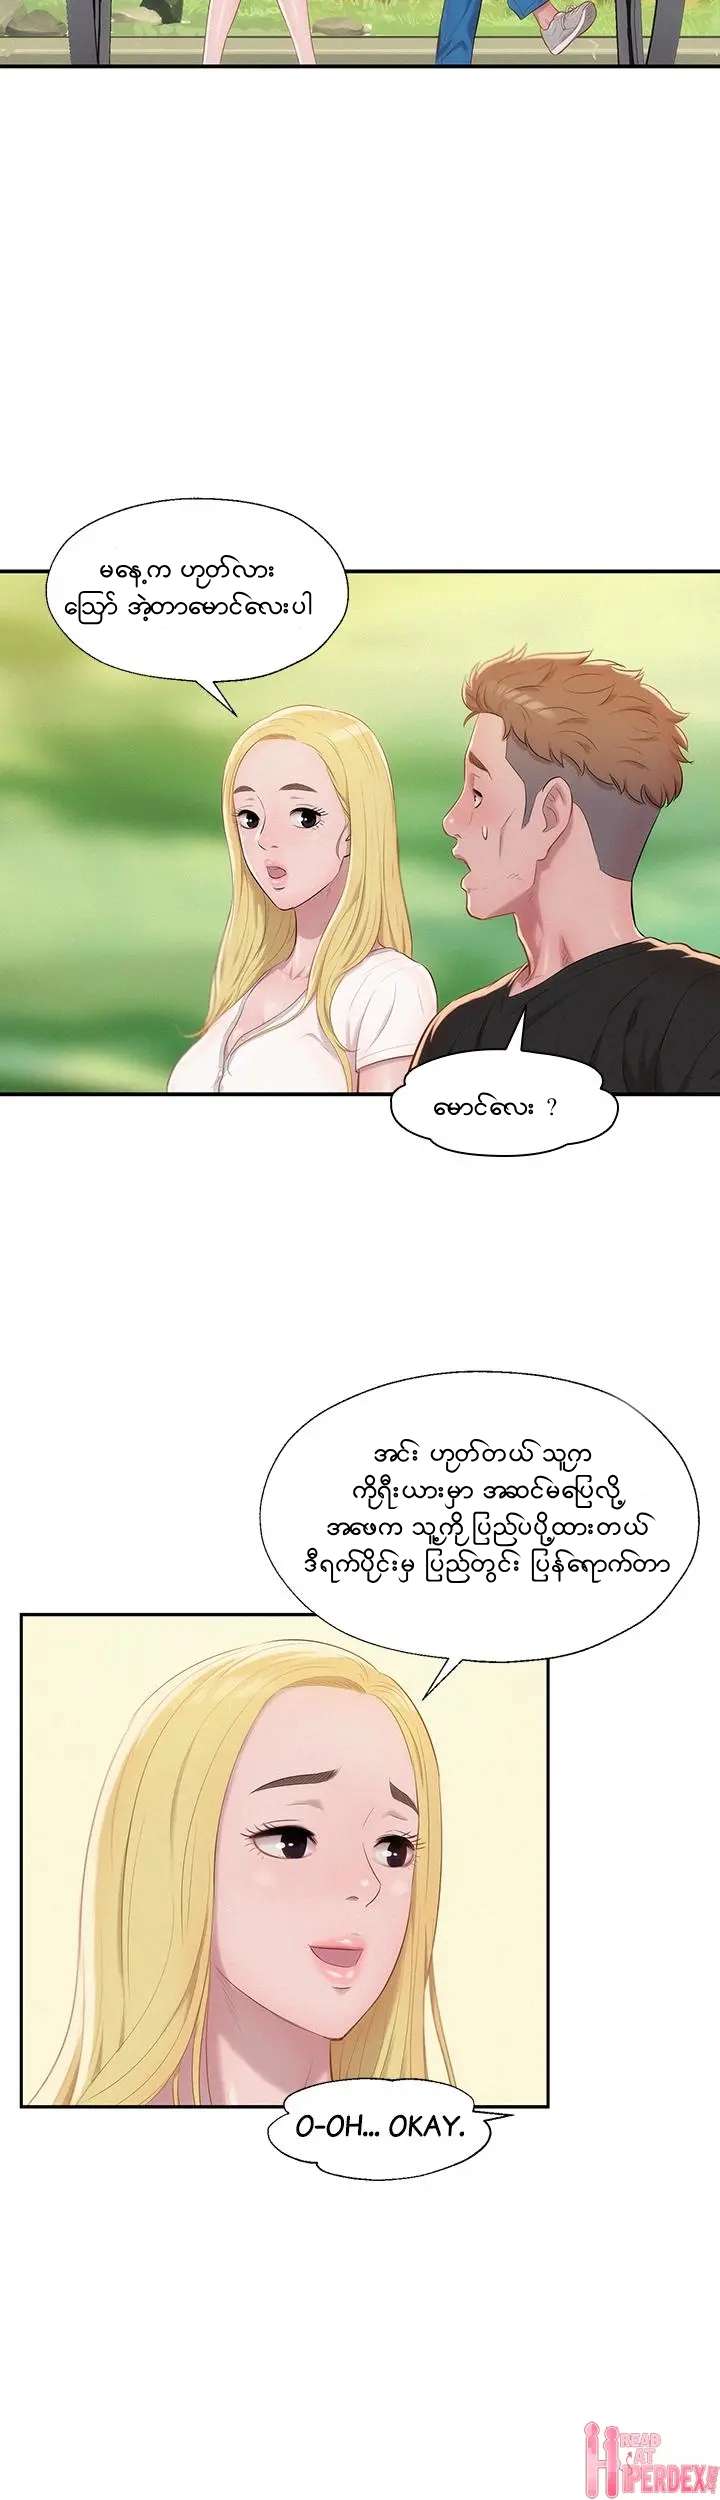 မနေ့က ဟုတ်လား
ဪ အဲ့တာမောင်လေးပါ
မောင်လေး ?
အင်း ဟုတ်တယ် သူက
ကိုရီးယားမှာ အဆင်မပြေလို့
အဖေက သူ့ကို ပြည်ပပို့ထားတယ်
ဒီရက်ပိုင်းမှ ပြည်တွင်း ပြန်ရောက်တာ
O-OH... OKAY.
READ
AT
HIPERDEX!!